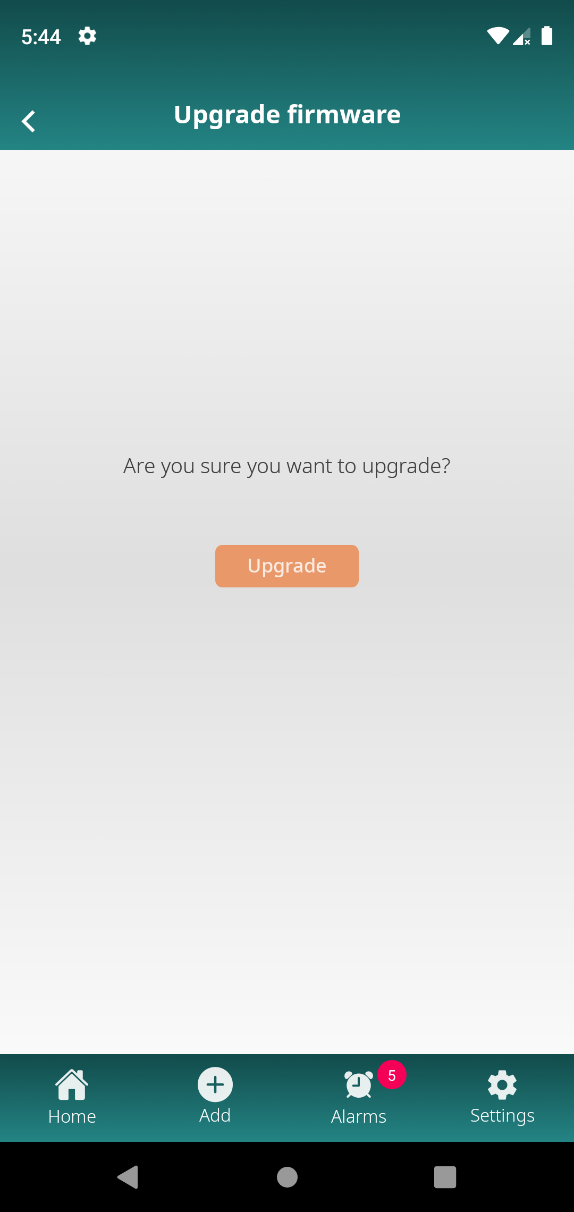 5:44
Upgrade firmware
Are you sure you want to upgrade?
Upgrade
5
Home
Add
Alarms
Settings